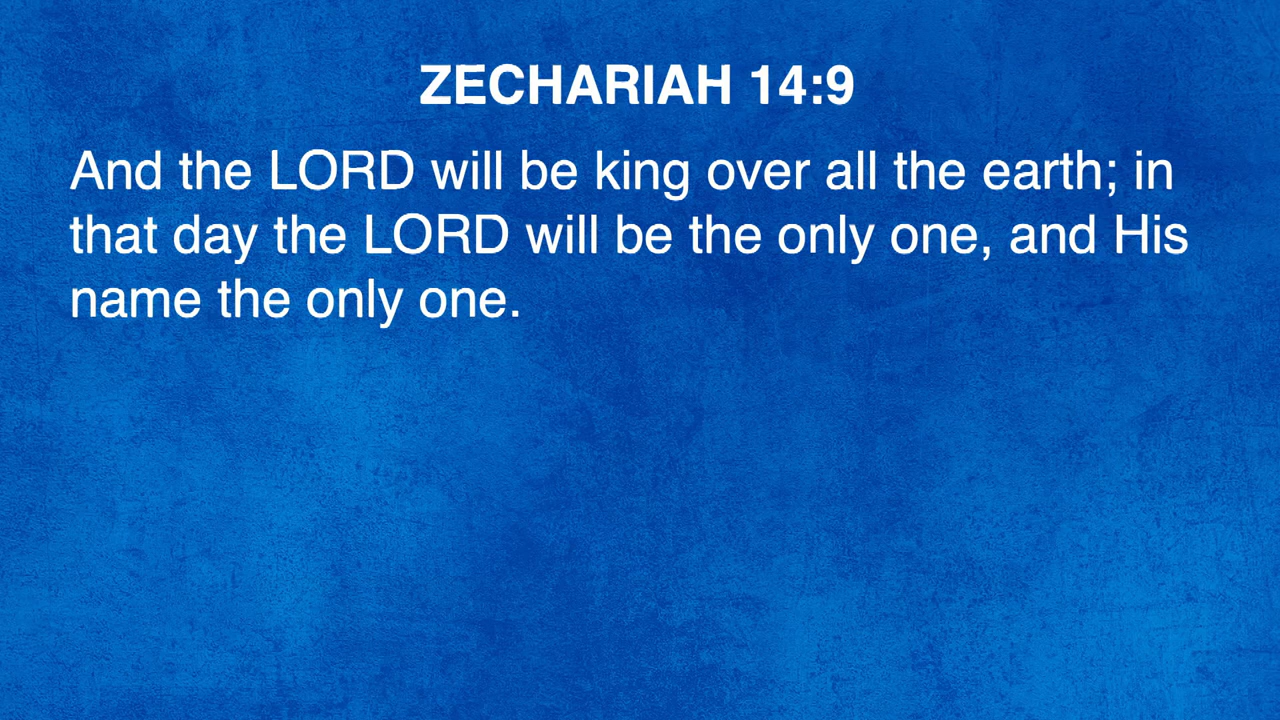 ZECHARIAH 14:9
And the LORD will be king over all the earth; in
that day the LORD will be the only one, and His
name the only one.